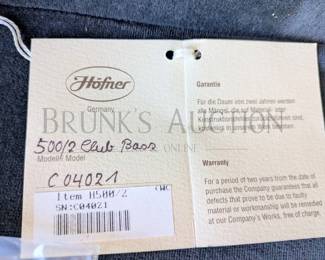 Höfner
Germany
500/2 Club Bass
Modell/ Model
C04021
Item H500/2
SN:C04021
Garantie
Für die Dauer von zwei Jahren werden
alle Mängel, die auf Material- oder
Konstruktionsfehler
Warranty
For a period of two years from the date of
purchase the Company guarantees that all
defects that prove to be due to faulty
material or workmanship will be remedied
at our Company's Works, free of charge.
BRUNK'S AUCTION
ONLINE